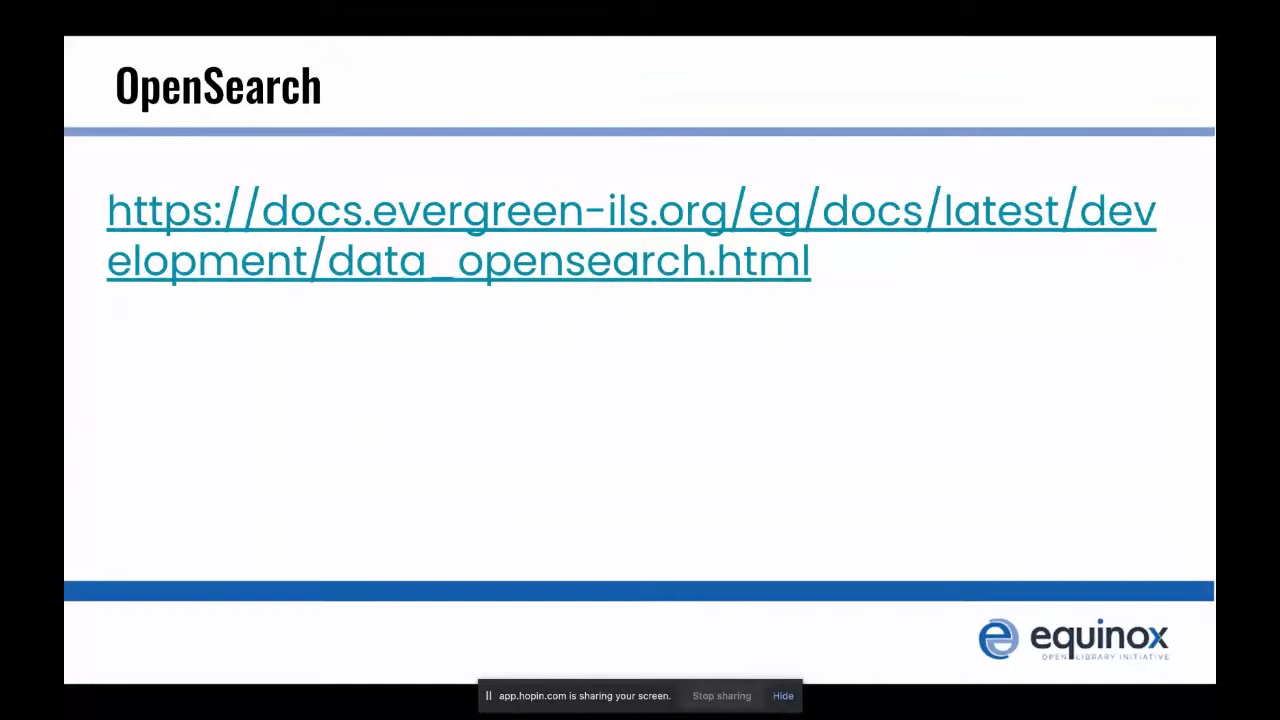 OpenSearch
https://docs.evergreen-ils.org/eg/docs/latest/dev
elopment/data_opensearch.html
equinox
OPEN LIBRARY INITIATIVE
app.hopin.com is sharing your screen. Stop sharing Hide